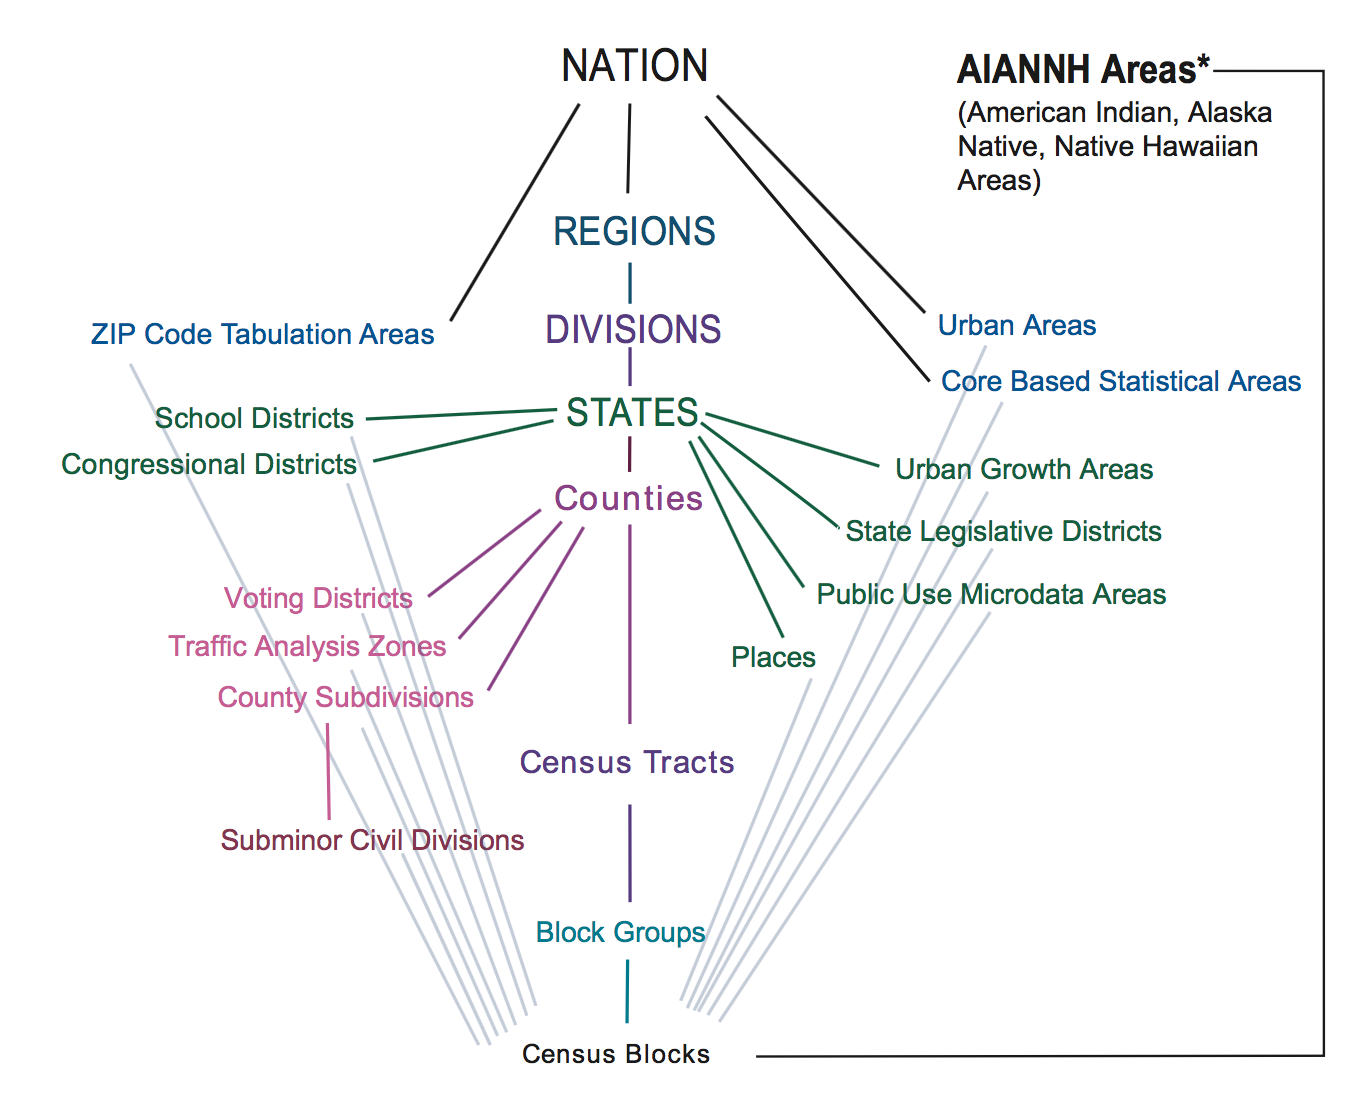 NATION
AIANNH Areas*
(American Indian, Alaska
Native, Native Hawaiian
Areas)
REGIONS
ZIP Code Tabulation Areas
DIVISIONS
Urban Areas
Core Based Statistical Areas
School Districts
STATES
Congressional Districts
Urban Growth Areas
Counties
State Legislative Districts
Voting Districts
Public Use Microdata Areas
Traffic Analysis Zones
Places
County Subdivisions
Census Tracts
Subminor Civil Divisions
Block Groups
Census Blocks